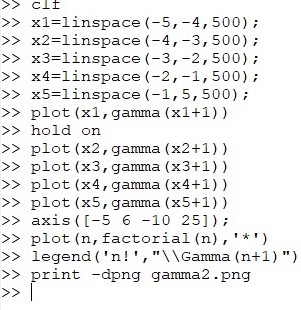 >> clf
>> x1=linspace(-5,-4,500);
>> x2=linspace(-4,-3,500);
>> x3=linspace(-3,-2,500);
>> x4=linspace(-2,-1,500);
>> x5=linspace(-1,5,500);
>> plot(x1,gamma(x1+1))
>> hold on
>> plot(x2,gamma(x2+1))
>> plot(x3,gamma(x3+1))
>> plot(x4,gamma(x4+1))
>> plot(x5,gamma(x5+1))
>> axis([-5 6 -10 25]);
>> plot(n,factorial(n),'*')
>> legend('n!',"\\Gamma(n+1)")
>> print -dpng gamma2.png
>>